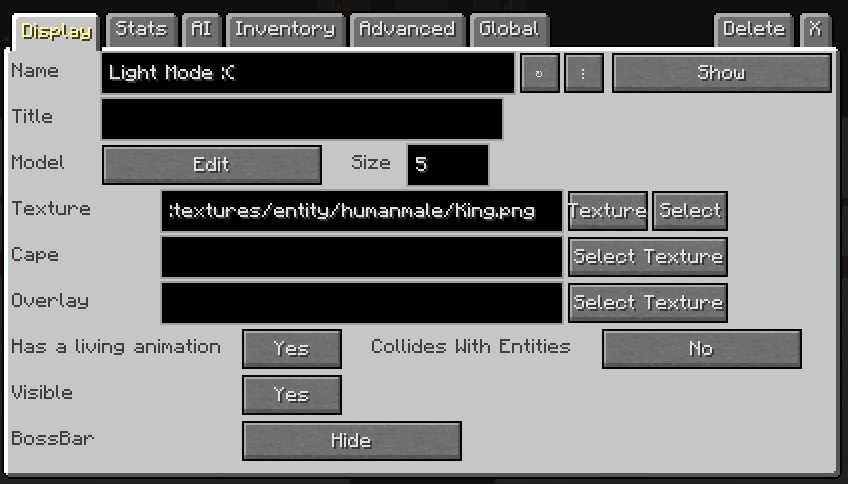 Display Stats AI Inventory Advanced Global Delete X
Name Light Mode :C ↻ ⋮ Show
Title
Model Edit Size 5
Texture :textures/entity/humanmale/King.png Texture Select
Cape Select Texture
Overlay Select Texture
Has a living animation Yes Collides With Entities No
Visible Yes
BossBar Hide